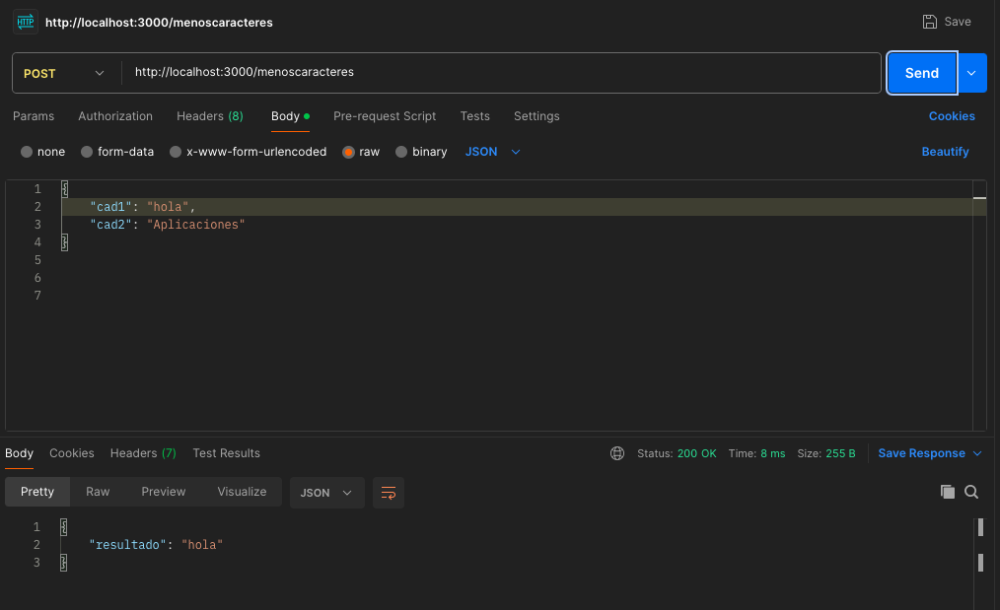 HTTP http://localhost:3000/menoscaracteres Save
POST http://localhost:3000/menoscaracteres Send
Params Authorization Headers (8) Body Pre-request Script Tests Settings Cookies
none form-data x-www-form-urlencoded raw binary JSON Beautify
1 {
2 "cad1": "hola",
3 "cad2": "Aplicaciones"
4 }
5
6
7
Body Cookies Headers (7) Test Results Status: 200 OK Time: 8 ms Size: 255 B Save Response
Pretty Raw Preview Visualize JSON
1 {
2 "resultado": "hola"
3 }